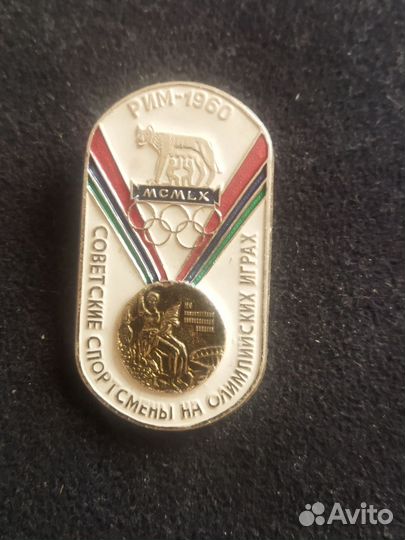 РИМ-1960
MCMLX
СОВЕТСКИЕ СПОРТСМЕНЫ НА ОЛИМПИЙСКИХ ИГРАХ
Avito